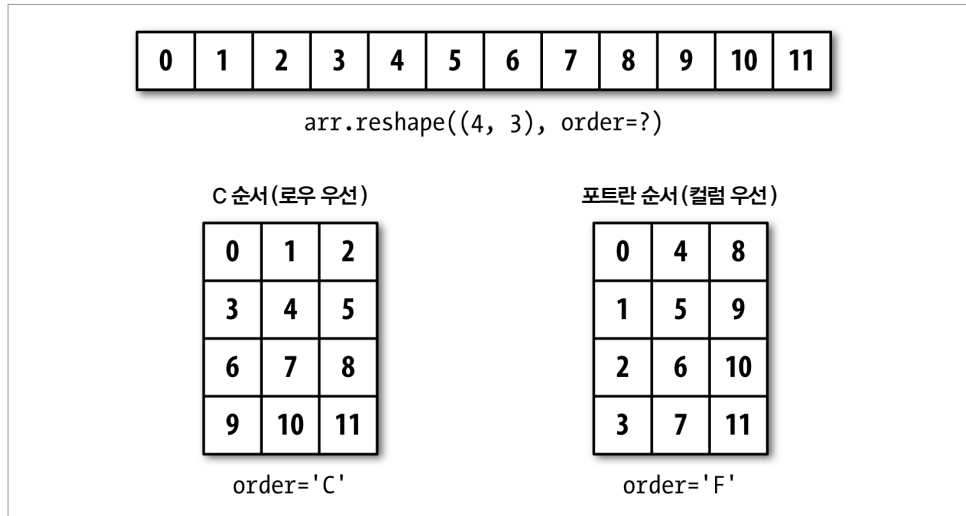 0 1 2 3 4 5 6 7 8 9 10 11
arr.reshape((4, 3), order=?)
C 순서(로우 우선)
0 1 2
3 4 5
6 7 8
9 10 11
order='C'
포트란 순서(컬럼 우선)
0 4 8
1 5 9
2 6 10
3 7 11
order='F'